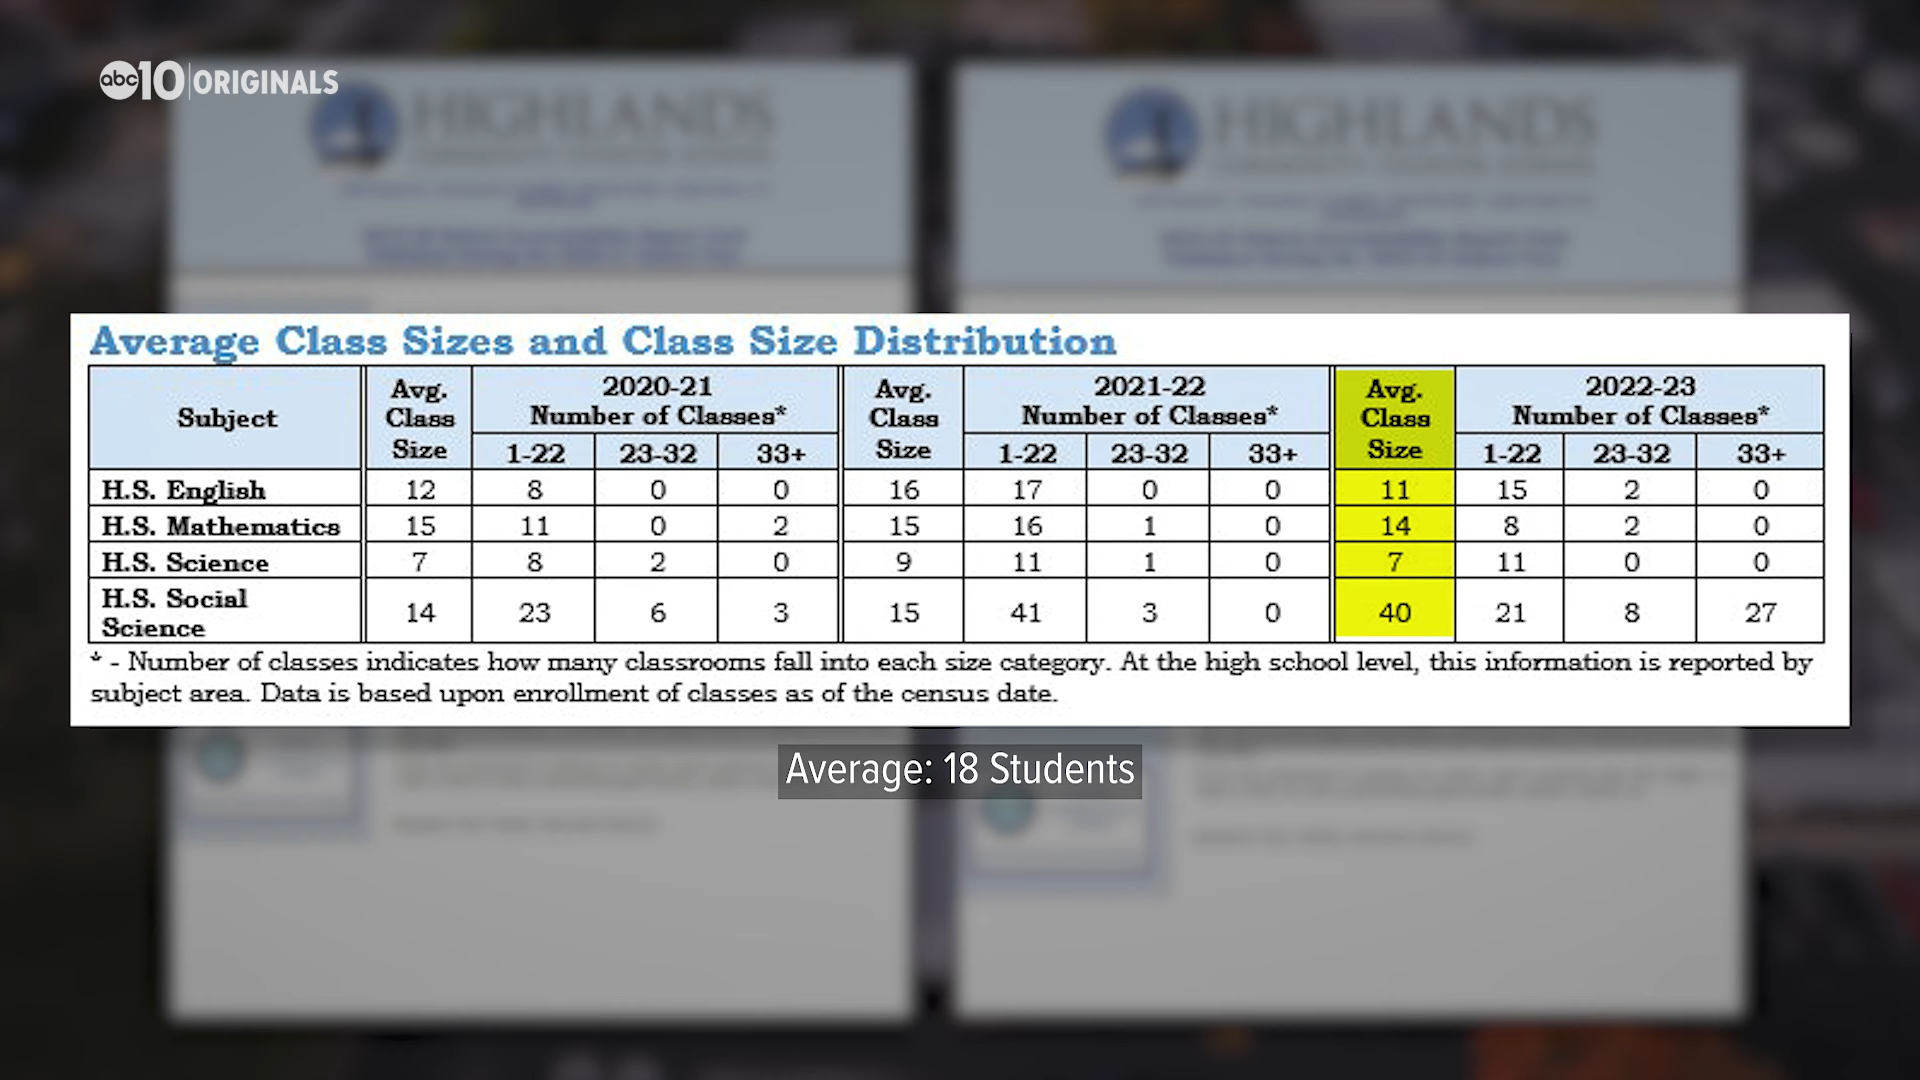 abc10 | ORIGINALS
HIGHLANDS
HIGHLANDS
Average Class Sizes and Class Size Distribution
Subject Avg. Class Size 2020-21 Number of Classes* Avg. Class Size 2021-22 Number of Classes* Avg. Class Size 2022-23 Number of Classes*
1-22 23-32 33+ 1-22 23-32 33+ 1-22 23-32 33+
H.S. English 12 8 0 0 16 17 0 0 11 15 2 0
H.S. Mathematics 15 11 0 2 15 16 1 0 14 8 2 0
H.S. Science 7 8 2 0 9 11 1 0 7 11 0 0
H.S. Social Science 14 23 6 3 15 41 3 0 40 21 8 27
* - Number of classes indicates how many classrooms fall into each size category. At the high school level, this information is reported by
subject area. Data is based upon enrollment of classes as of the census date.
Average: 18 Students